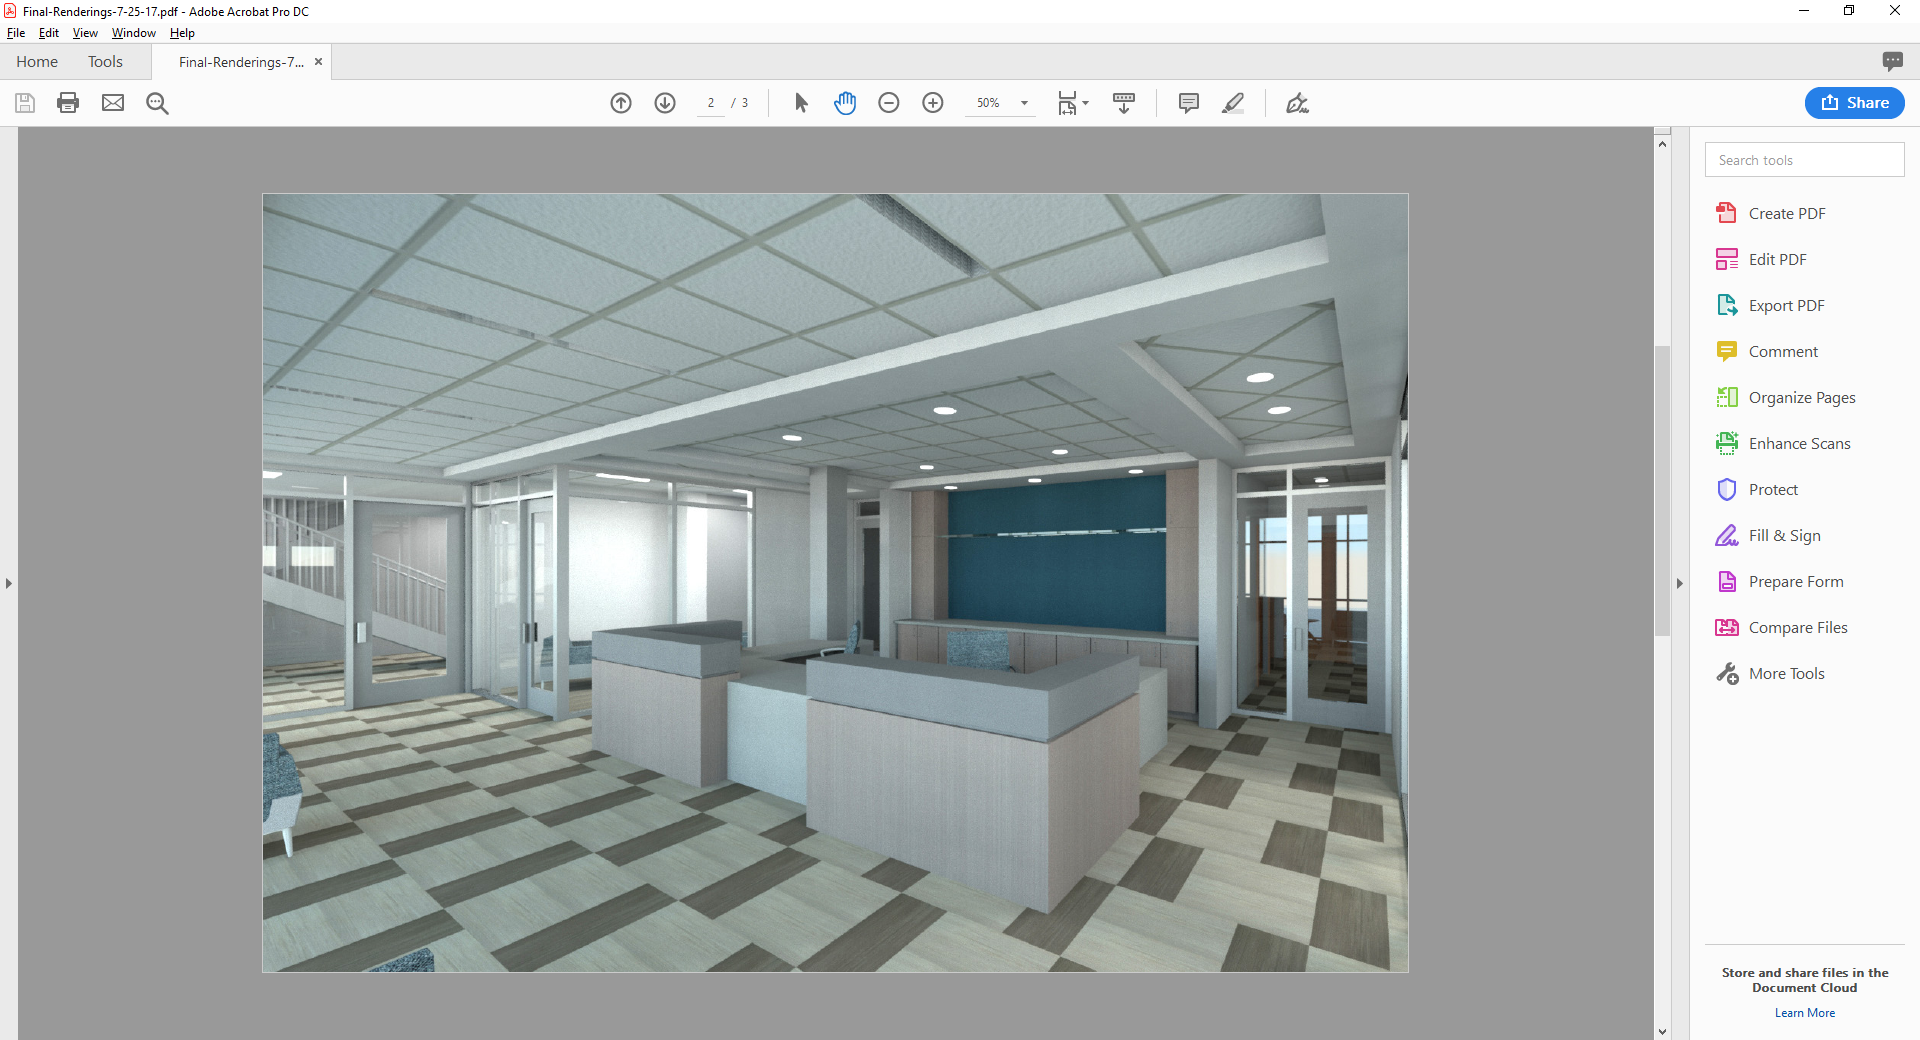 Final-Renderings-7-25-17.pdf - Adobe Acrobat Pro DC
File Edit View Window Help
Home Tools Final-Renderings-7...
2 / 3 50% Share
Search tools
Create PDF
Edit PDF
Export PDF
Comment
Organize Pages
Enhance Scans
Protect
Fill & Sign
Prepare Form
Compare Files
More Tools
Store and share files in the
Document Cloud
Learn More